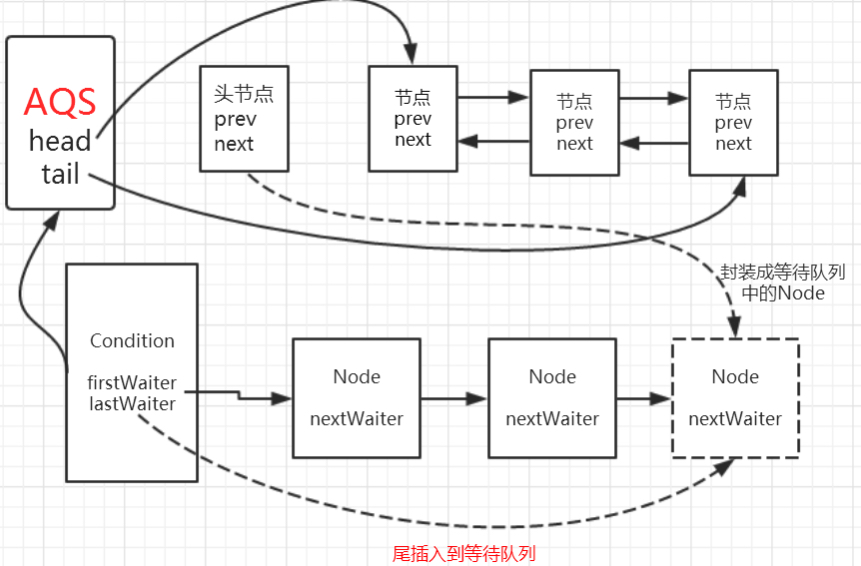 AQS
head
tail
头节点
prev
next
节点
prev
next
节点
prev
next
节点
prev
next
封装成等待队列
中的Node
Condition
firstWaiter
lastWaiter
Node
nextWaiter
Node
nextWaiter
Node
nextWaiter
尾插入到等待队列